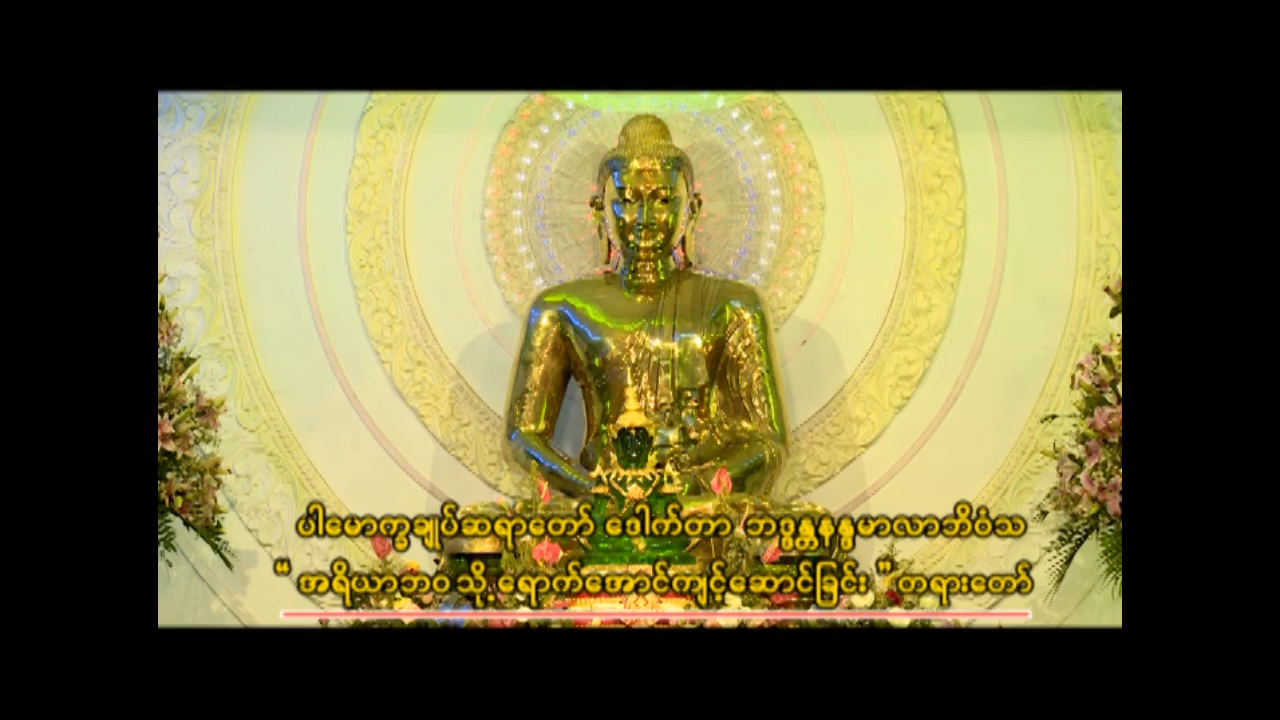 ပါမောက္ခချုပ်ဆရာတော် ဒေါက်တာ ဘဒ္ဒန္တနန္ဒမာလာဘိဝံသ
“ အရိယာဘဝသို့ ရောက်အောင်ကျင့်ဆောင်ခြင်း ” တရားတော်